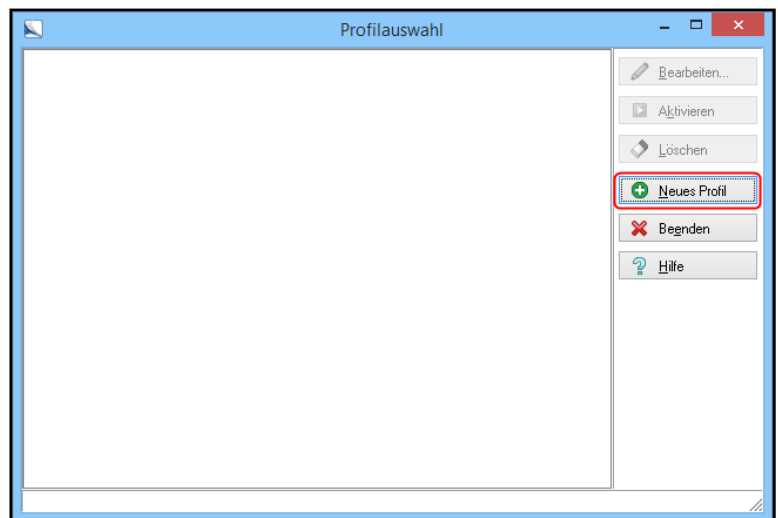 Profilauswahl
Bearbeiten...
Aktivieren
Löschen
Neues Profil
Beenden
Hilfe